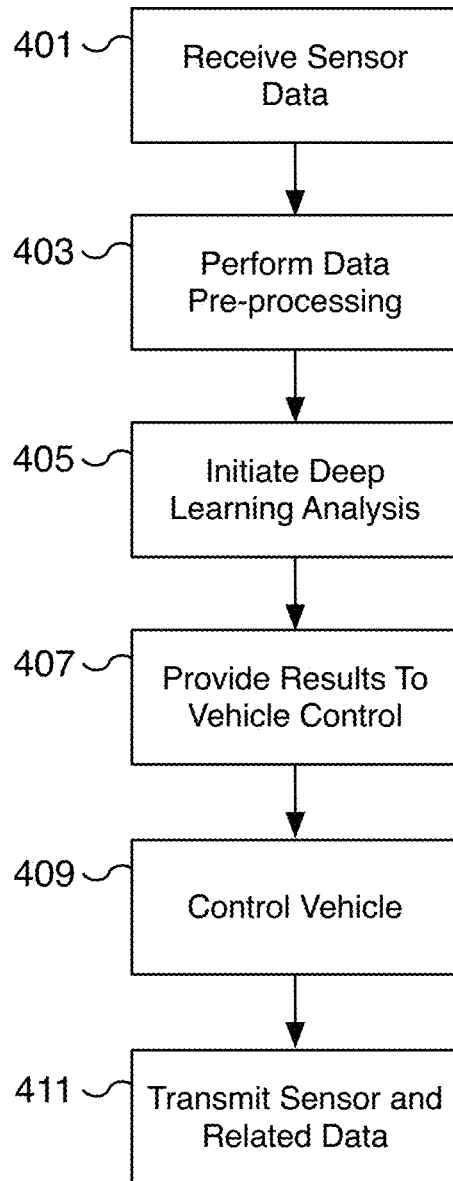 401
Receive Sensor
Data
403
Perform Data
Pre-processing
405
Initiate Deep
Learning Analysis
407
Provide Results To
Vehicle Control
409
Control Vehicle
411
Transmit Sensor and
Related Data